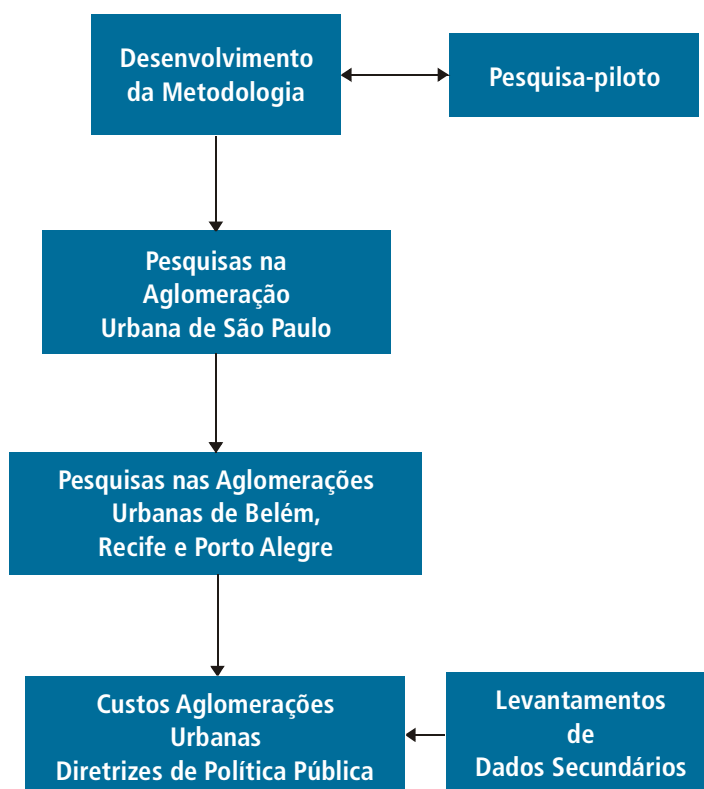 Desenvolvimento
da Metodologia
Pesquisa-piloto
Pesquisas na
Aglomeração
Urbana de São Paulo
Pesquisas nas Aglomerações
Urbanas de Belém,
Recife e Porto Alegre
Custos Aglomerações
Urbanas
Diretrizes de Política Pública
Levantamentos
de
Dados Secundários